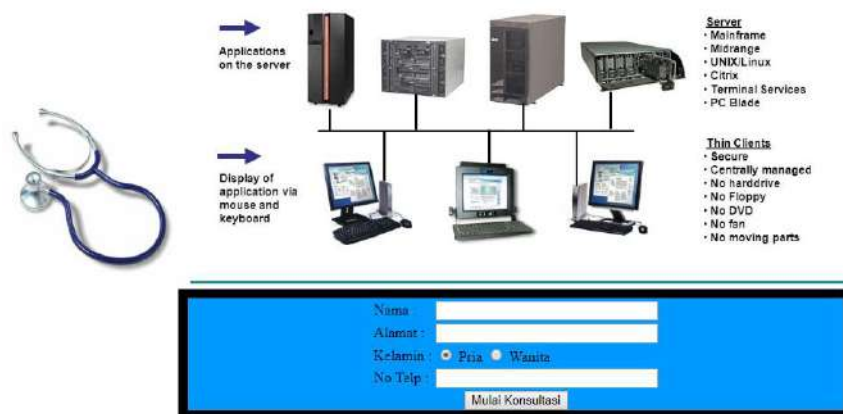 Applications
on the server
Server
· Mainframe
· Midrange
· UNIX/Linux
· Citrix
· Terminal Services
· PC Blade
Display of
application via
mouse and
keyboard
Thin Clients
· Secure
· Centrally managed
· No harddrive
· No Floppy
· No DVD
· No fan
· No moving parts
Nama :
Alamat :
Kelamin : Pria Wanita
No Telp :
Mulai Konsultasi